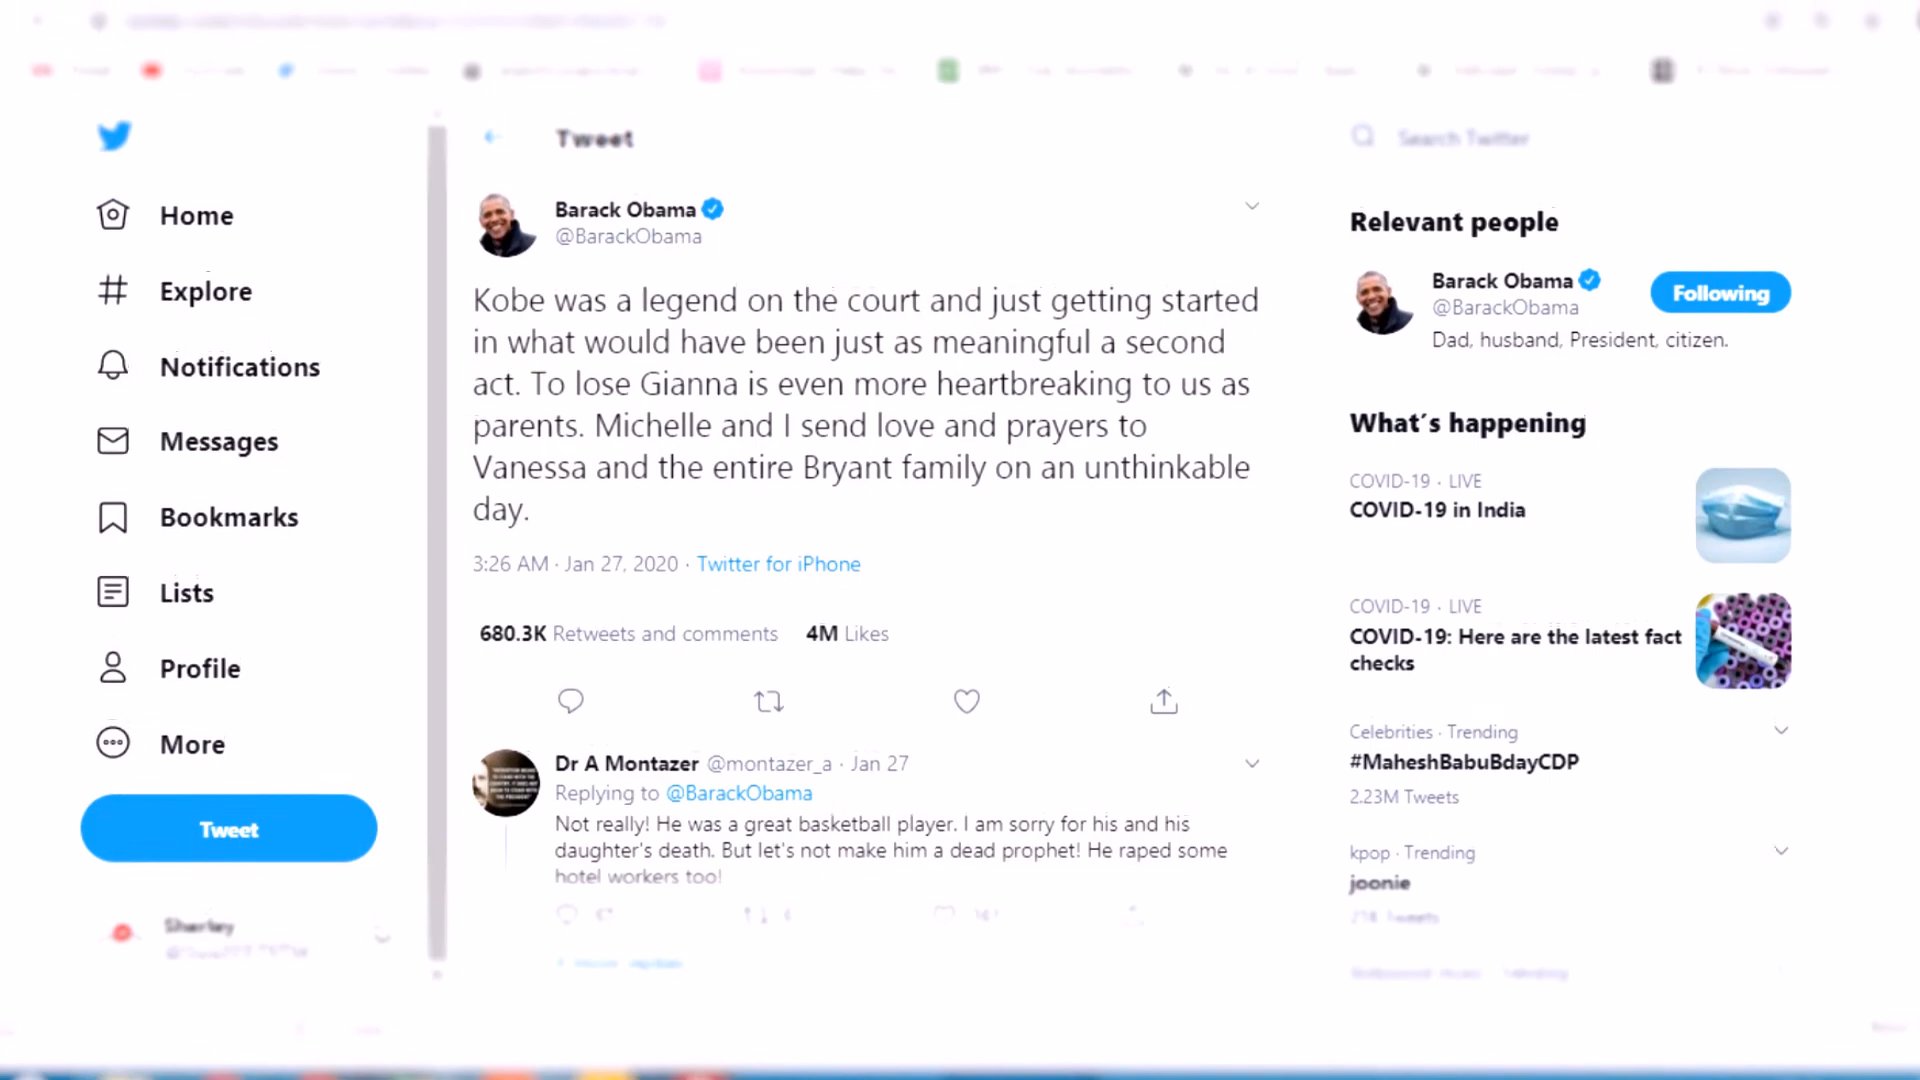 Tweet
Search Twitter
Home
Explore
Notifications
Messages
Bookmarks
Lists
Profile
More
Tweet
Sherley
Barack Obama
@BarackObama
Kobe was a legend on the court and just getting started
in what would have been just as meaningful a second
act. To lose Gianna is even more heartbreaking to us as
parents. Michelle and I send love and prayers to
Vanessa and the entire Bryant family on an unthinkable
day.
3:26 AM · Jan 27, 2020 · Twitter for iPhone
680.3K Retweets and comments 4M Likes
Dr A Montazer @montazer_a · Jan 27
Replying to @BarackObama
Not really! He was a great basketball player. I am sorry for his and his
daughter's death. But let's not make him a dead prophet! He raped some
hotel workers too!
Relevant people
Barack Obama
@BarackObama
Following
Dad, husband, President, citizen.
What's happening
COVID-19 · LIVE
COVID-19 in India
COVID-19 · LIVE
COVID-19: Here are the latest fact
checks
Celebrities · Trending
#MaheshBabuBdayCDP
2.23M Tweets
kpop · Trending
joonie
Tweets